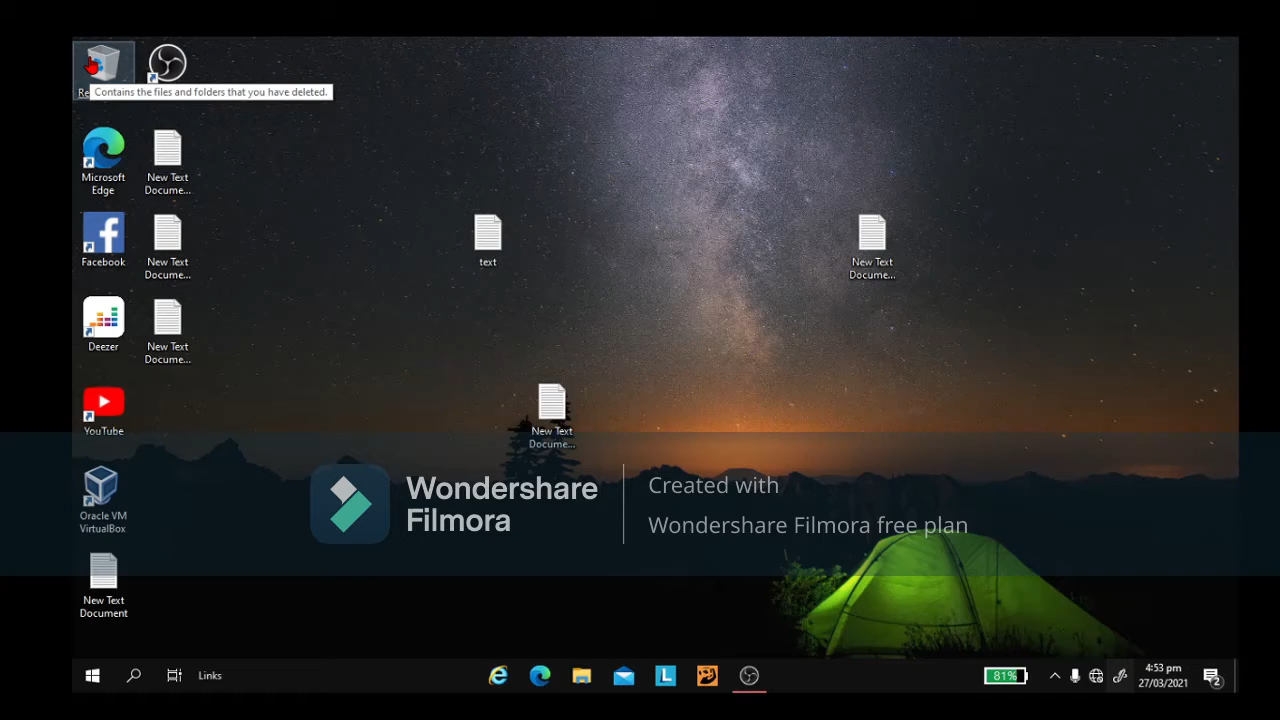 Re
Contains the files and folders that you have deleted.
Microsoft
Edge
New Text
Docume...
Facebook
New Text
Docume...
text
New Text
Docume...
Deezer
New Text
Docume...
YouTube
New Text
Docume...
Wondershare
Filmora
Created with
Wondershare Filmora free plan
Oracle VM
VirtualBox
New Text
Document
Links
L
81%
4:53 pm
27/03/2021
2